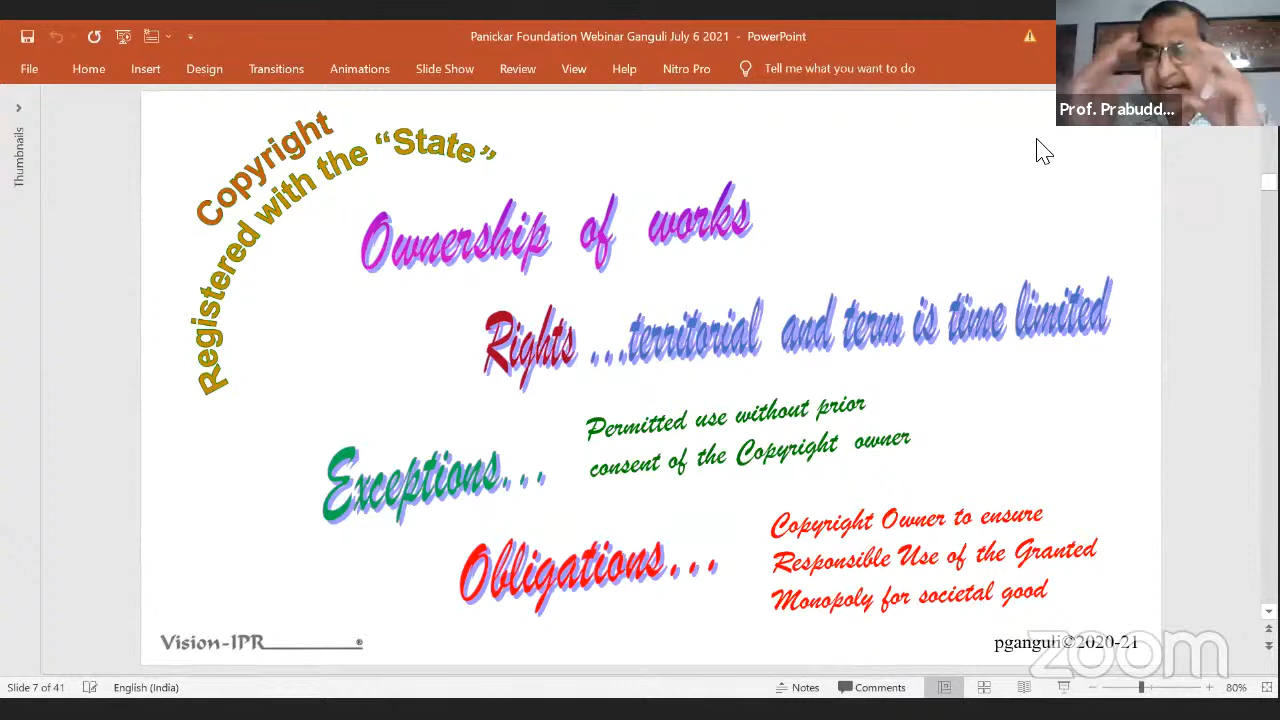 Panickar Foundation Webinar Ganguli July 6 2021 - PowerPoint
File Home Insert Design Transitions Animations Slide Show Review View Help Nitro Pro Tell me what you want to do
Prof. Prabudd...
Thumbnails
Copyright
Registered with the “State”
Ownership of works
Rights ...territorial and term is time limited
Exceptions...
Permitted use without prior
consent of the Copyright owner
Obligations...
Copyright Owner to ensure
Responsible Use of the Granted
Monopoly for societal good
Vision-IPR ®
pganguli©2020-21
zoom
Slide 7 of 41 English (India) Notes Comments 80%